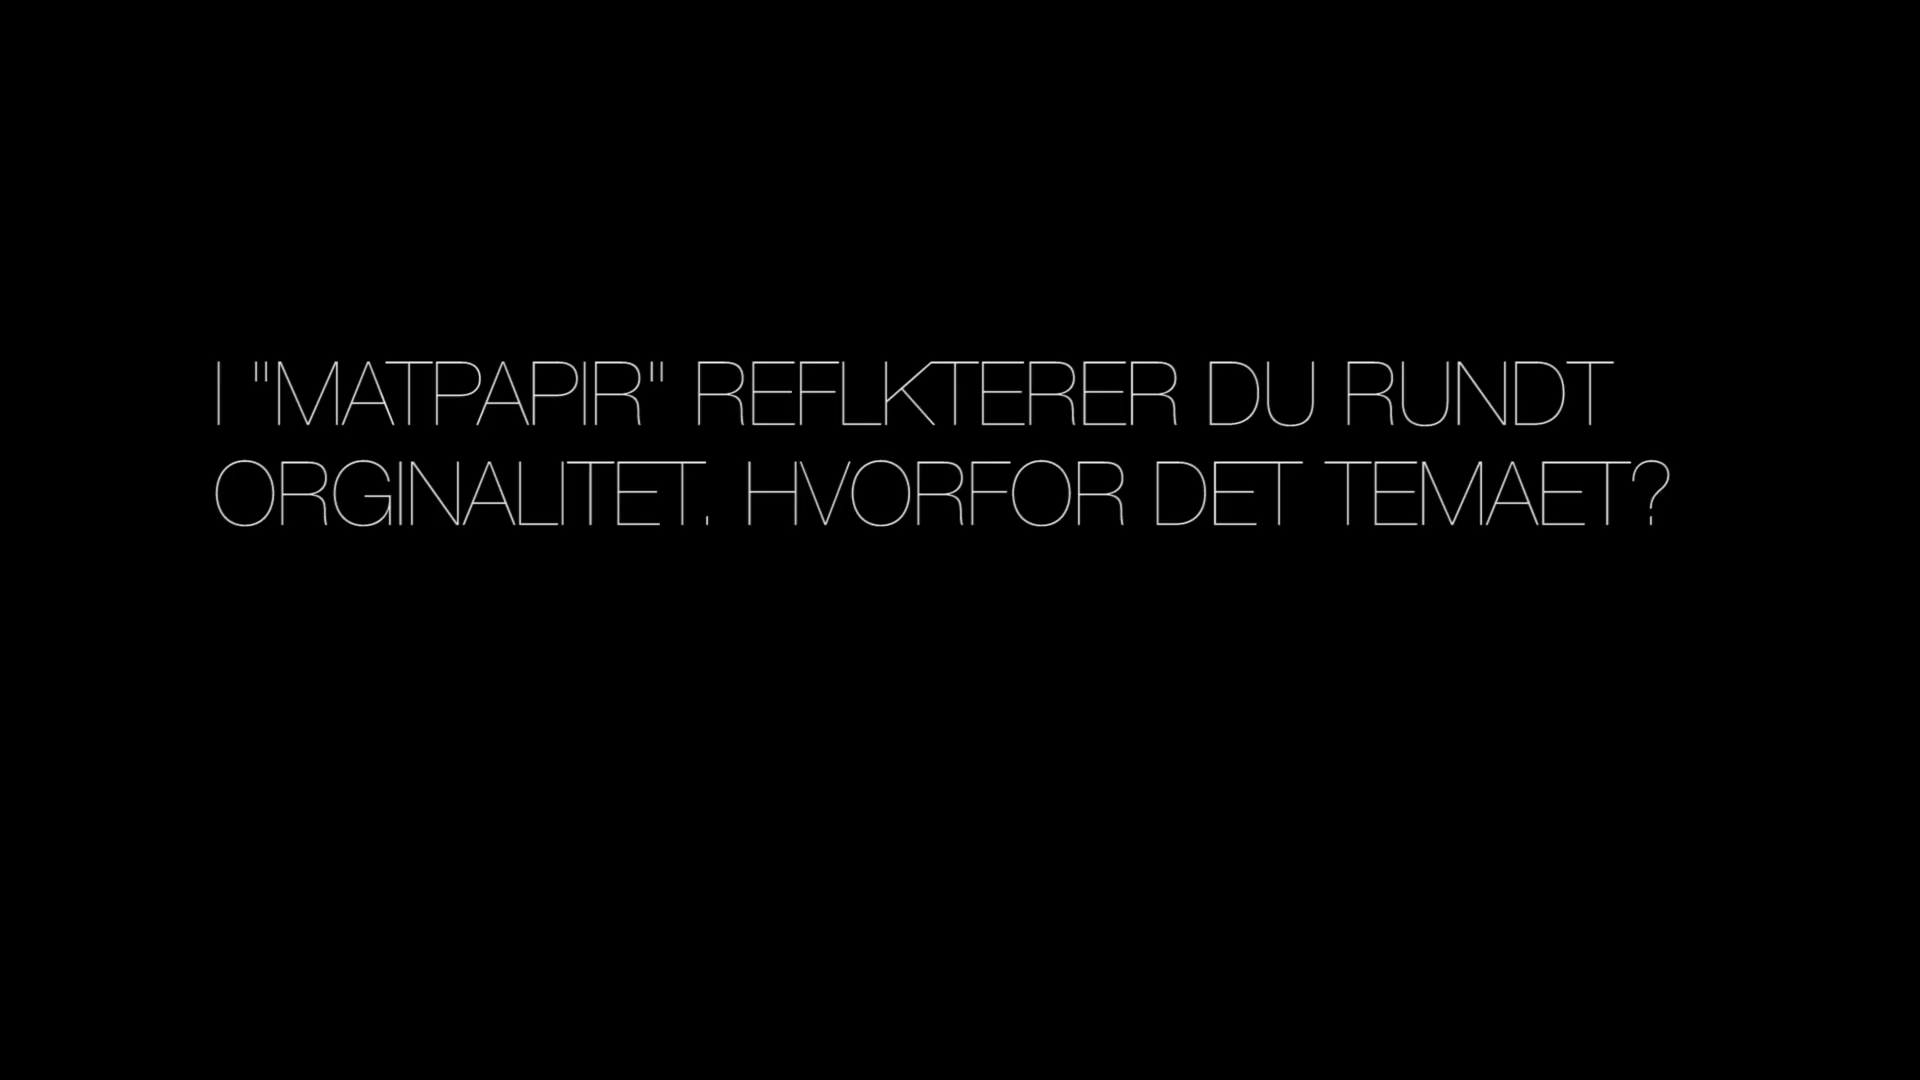 I "MATPAPIR" REFLKTERER DU RUNDT
ORGINALITET. HVORFOR DET TEMAET?